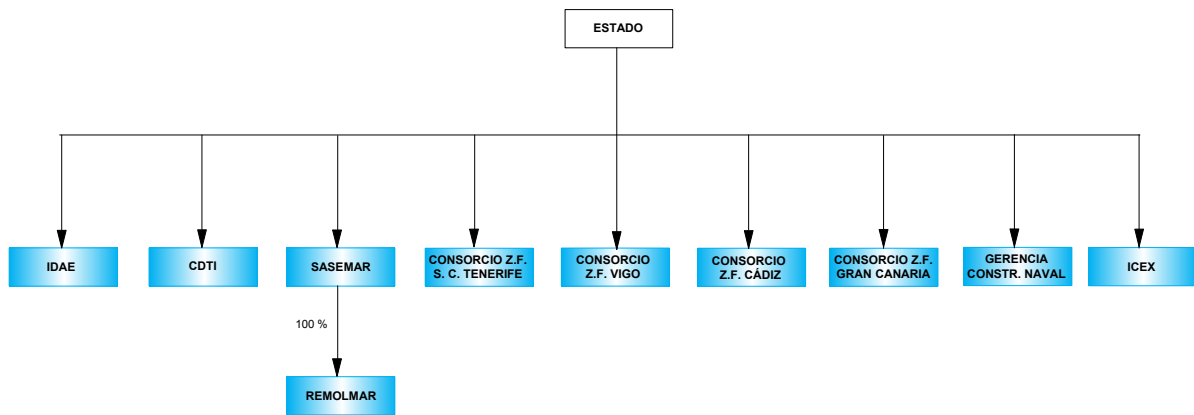 ESTADO
IDAE
CDTI
SASEMAR
CONSORCIO Z.F.
S. C. TENERIFE
CONSORCIO
Z.F. VIGO
CONSORCIO
Z.F. CÁDIZ
CONSORCIO Z.F.
GRAN CANARIA
GERENCIA
CONSTR. NAVAL
ICEX
100 %
REMOLMAR